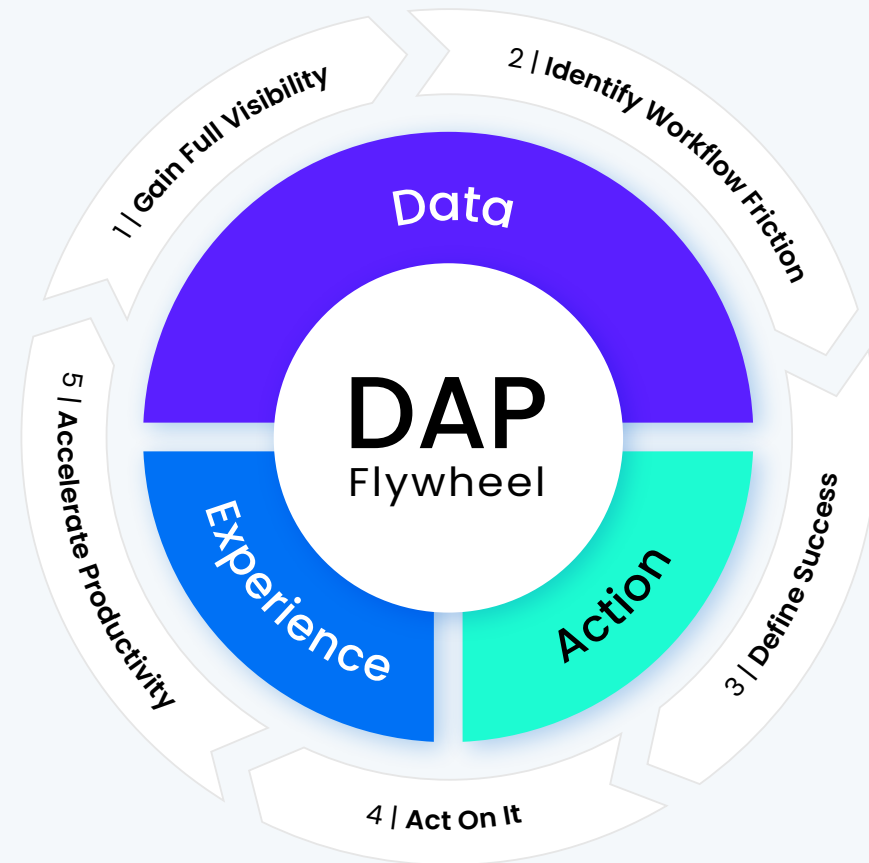 1 | Gain Full Visibility
2 | Identify Workflow Friction
3 | Define Success
4 | Act On It
5 | Accelerate Productivity
Data
Action
Experience
DAP
Flywheel